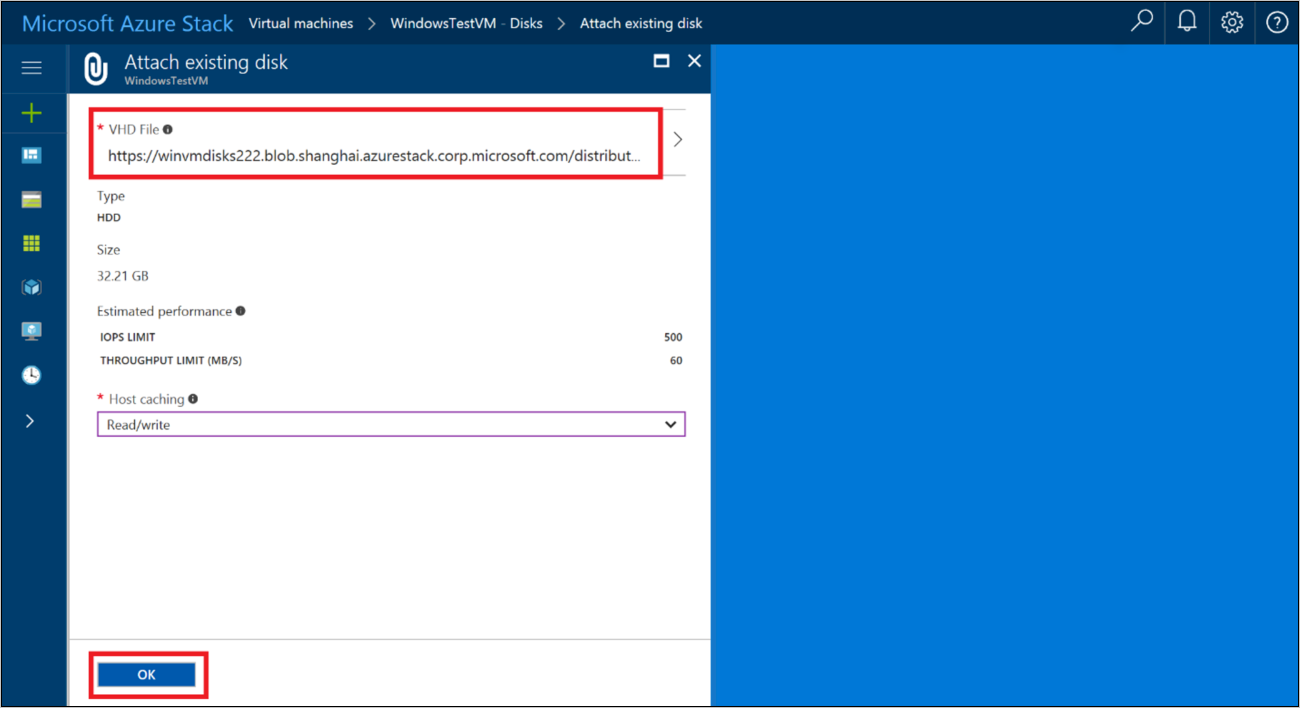 Microsoft Azure Stack Virtual machines > WindowsTestVM - Disks > Attach existing disk
Attach existing disk
WindowsTestVM
* VHD File
https://winvmdisks222.blob.shanghai.azurestack.corp.microsoft.com/distribut...
Type
HDD
Size
32.21 GB
Estimated performance
IOPS LIMIT 500
THROUGHPUT LIMIT (MB/S) 60
* Host caching
Read/write
OK